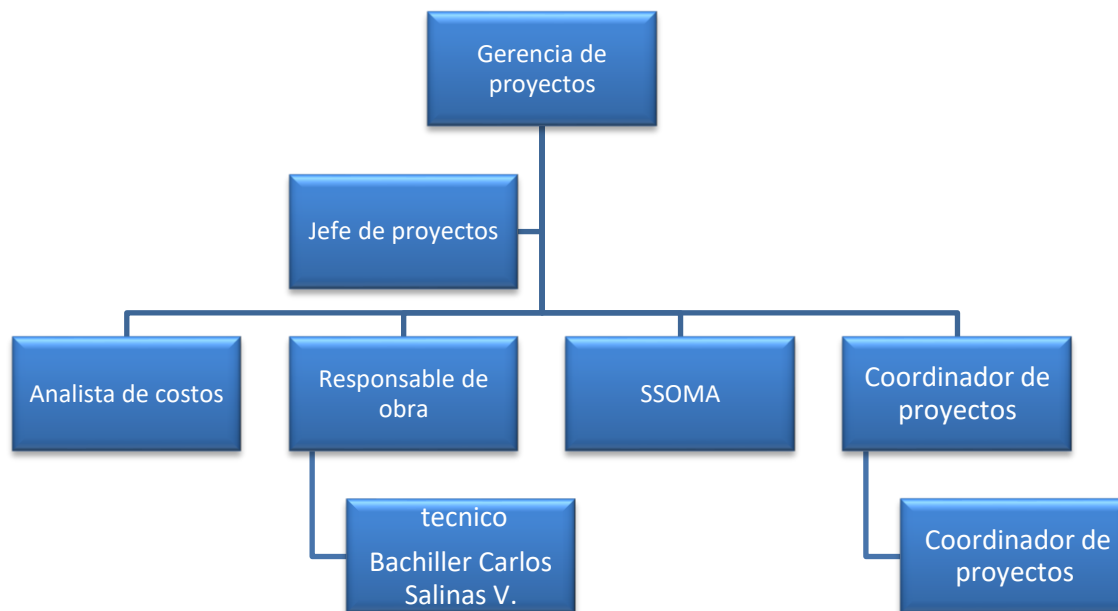 Gerencia de
proyectos
Jefe de proyectos
Analista de costos
Responsable de
obra
SSOMA
Coordinador de
proyectos
tecnico
Bachiller Carlos
Salinas V.
Coordinador de
proyectos